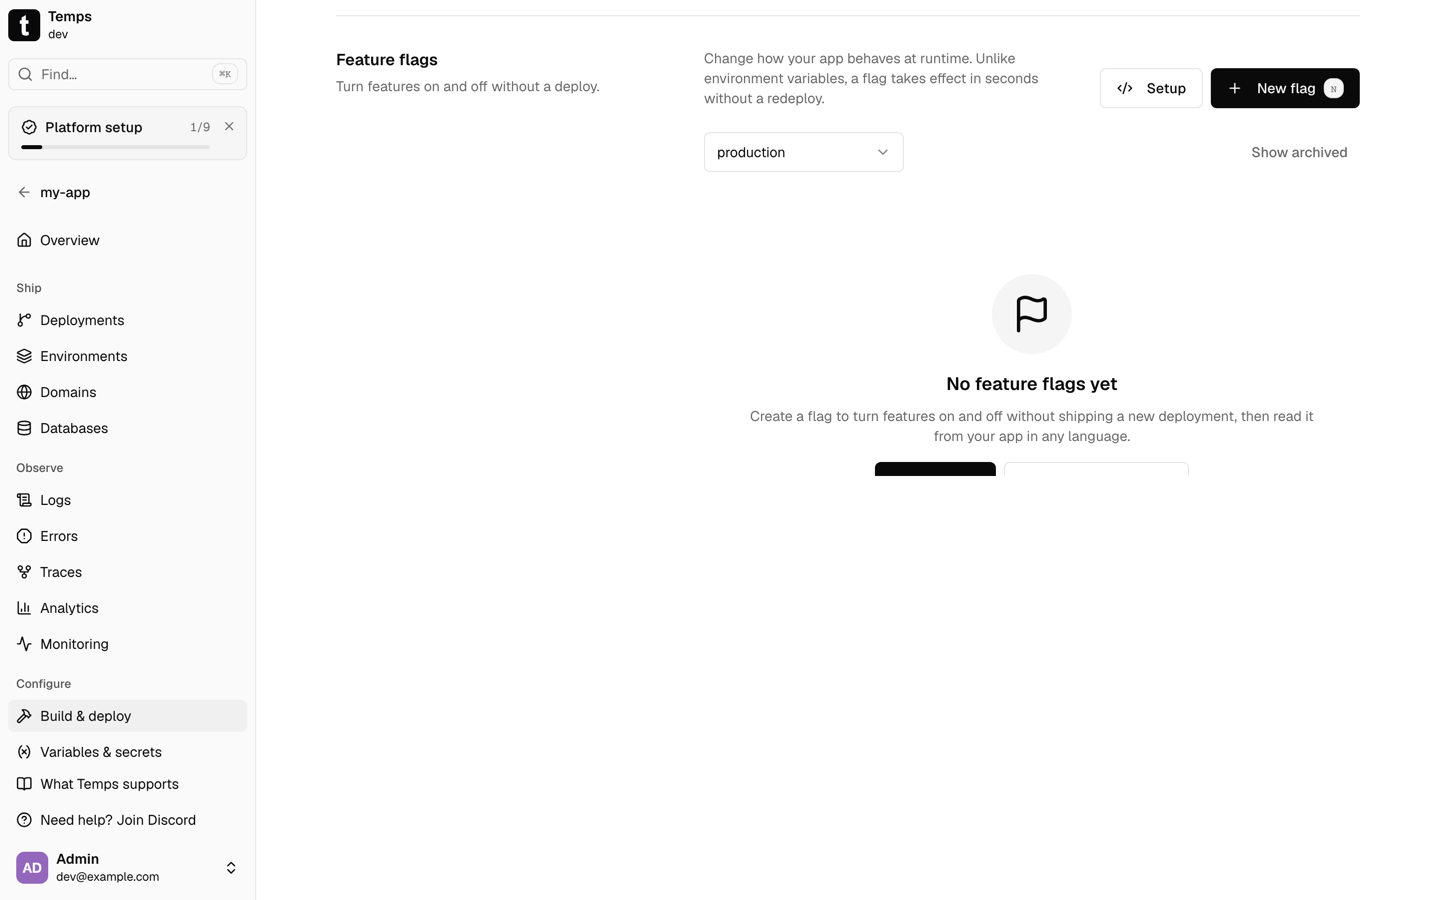 t
Temps
dev
Find...
⌘K
Platform setup
1/9
my-app
Overview
Ship
Deployments
Environments
Domains
Databases
Observe
Logs
Errors
Traces
Analytics
Monitoring
Configure
Build & deploy
Variables & secrets
What Temps supports
Need help? Join Discord
AD
Admin
dev@example.com
Feature flags
Turn features on and off without a deploy.
Change how your app behaves at runtime. Unlike
environment variables, a flag takes effect in seconds
without a redeploy.
Setup
New flag
N
production
Show archived
No feature flags yet
Create a flag to turn features on and off without shipping a new deployment, then read it
from your app in any language.